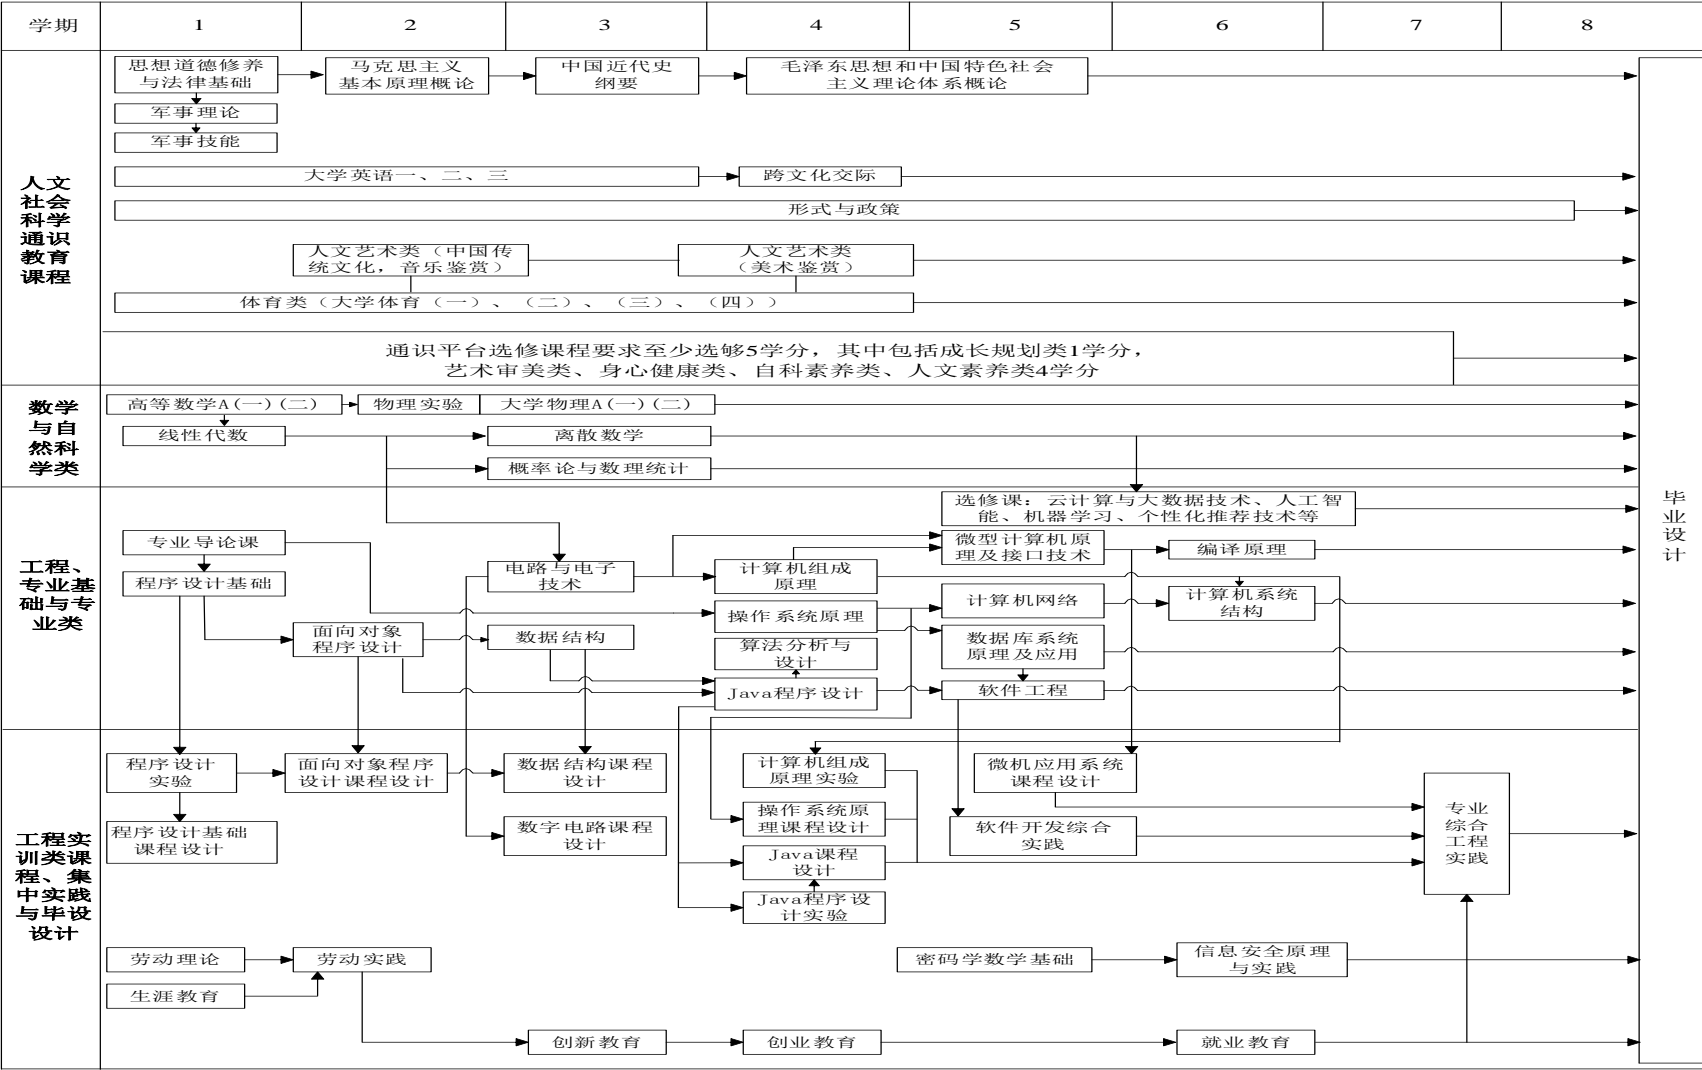 学期
1
2
3
4
5
6
7
8
人文
社会
科学
通识
教育
课程
思想道德修养
与法律基础
马克思主义
基本原理概论
中国近代史
纲要
毛泽东思想和中国特色社会
主义理论体系概论
军事理论
军事技能
大学英语一、二、三
跨文化交际
形式与政策
人文艺术类（中国传
统文化，音乐鉴赏）
人文艺术类
（美术鉴赏）
体育类（大学体育（一）、（二）、（三）、（四））
通识平台选修课程要求至少选够5学分，其中包括成长规划类1学分，
艺术审美类、身心健康类、自科素养类、人文素养类4学分
数学
与自
然科
学类
高等数学A(一)(二)
物理实验
大学物理A(一)(二)
线性代数
离散数学
概率论与数理统计
工程、
专业基
础与专
业类
选修课：云计算与大数据技术、人工智
能、机器学习、个性化推荐技术等
专业导论课
微型计算机原
理及接口技术
编译原理
程序设计基础
电路与电子
技术
计算机组成
原理
计算机网络
计算机系统
结构
操作系统原理
面向对象
程序设计
数据结构
算法分析与
设计
数据库系统
原理及应用
Java程序设计
软件工程
工程实
训类课
程、集
中实践
与毕设
设计
程序设计
实验
面向对象程序
设计课程设计
数据结构课程
设计
计算机组成
原理实验
微机应用系统
课程设计
程序设计基础
课程设计
数字电路课程
设计
操作系统原
理课程设计
软件开发综合
实践
Java课程
设计
Java程序设
计实验
专业
综合
工程
实践
劳动理论
劳动实践
生涯教育
密码学数学基础
信息安全原理
与实践
创新教育
创业教育
就业教育
毕
业
设
计